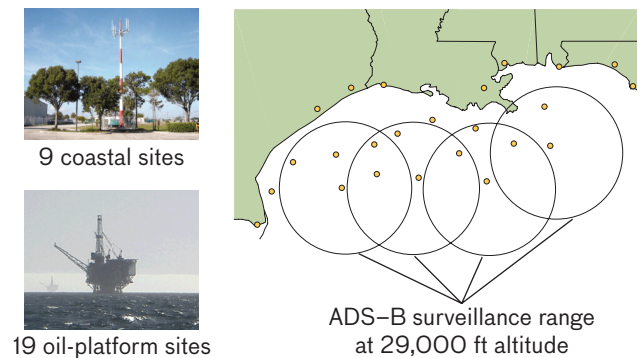 9 coastal sites
19 oil-platform sites
ADS–B surveillance range
at 29,000 ft altitude